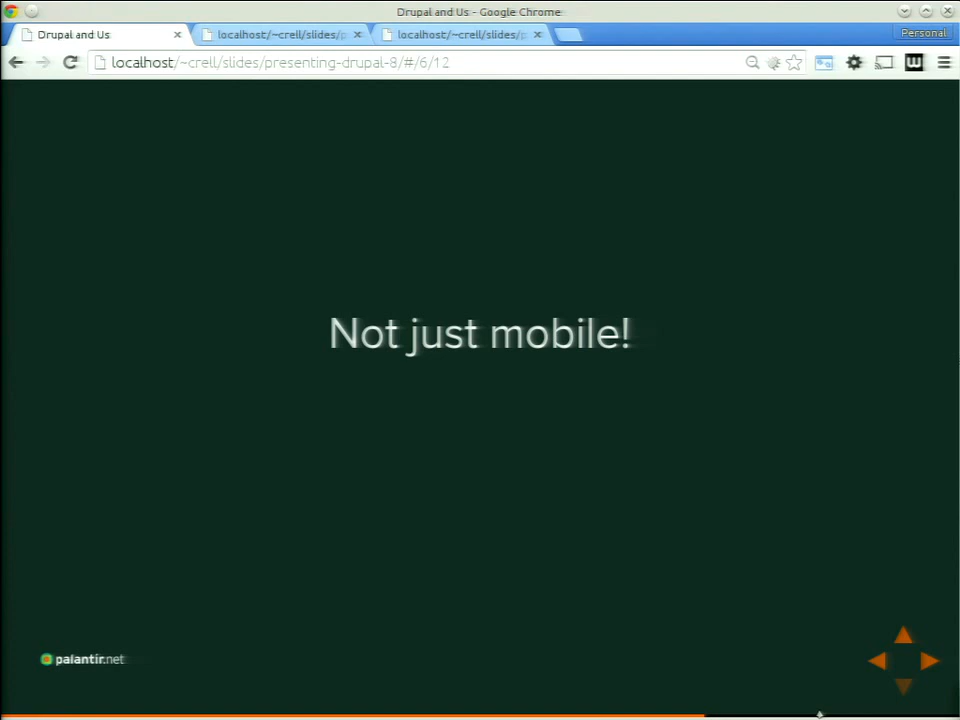 Drupal and Us - Google Chrome
Drupal and Us
localhost/~crell/slides/p
localhost/~crell/slides/p
Personal
localhost/~crell/slides/presenting-drupal-8/#/6/12
W
Not just mobile!
palantir.net